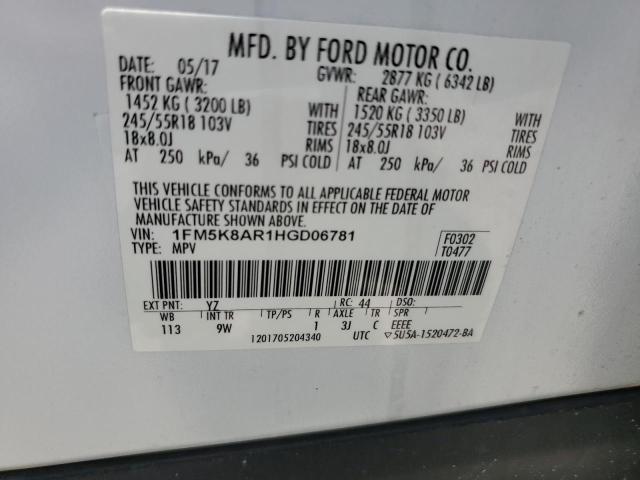 MFD. BY FORD MOTOR CO.
DATE: 05/17 GVWR: 2877 KG ( 6342 LB)
FRONT GAWR: REAR GAWR:
1452 KG ( 3200 LB) WITH 1520 KG ( 3350 LB) WITH
245/55R18 103V TIRES 245/55R18 103V TIRES
18x8.0J RIMS 18x8.0J RIMS
AT 250 kPa/ 36 PSI COLD AT 250 kPa/ 36 PSI COLD
THIS VEHICLE CONFORMS TO ALL APPLICABLE FEDERAL MOTOR
VEHICLE SAFETY STANDARDS IN EFFECT ON THE DATE OF
MANUFACTURE SHOWN ABOVE.
VIN: 1FM5K8AR1HGD06781 F0302
TYPE: MPV T0477
EXT PNT: YZ RC: 44 DSO:
WB INT TR TP/PS R AXLE TR SPR
113 9W 1 3J C EEEE
1201705204340 UTC ▽5U5A-1520472-BA